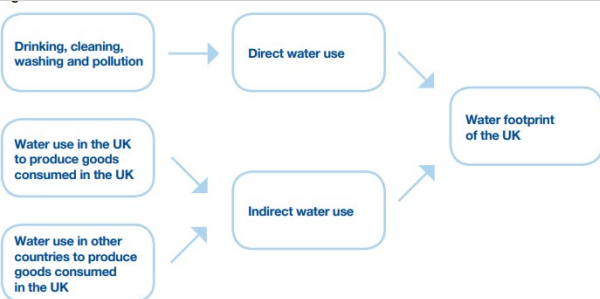 Drinking, cleaning,
washing and pollution
Direct water use
Water use in the UK
to produce goods
consumed in the UK
Water footprint
of the UK
Indirect water use
Water use in other
countries to produce
goods consumed
in the UK